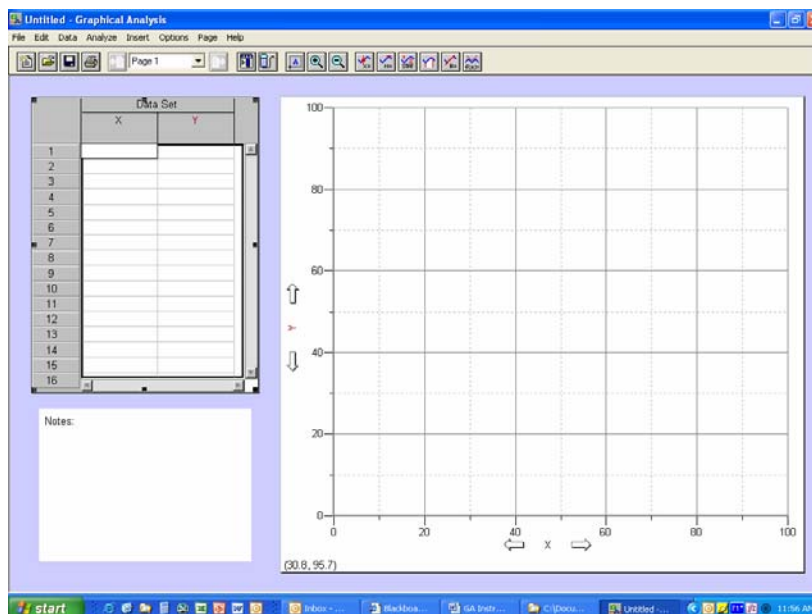 Untitled - Graphical Analysis
File Edit Data Analyze Insert Options Page Help
Page 1
Data Set
X Y
1
2
3
4
5
6
7
8
9
10
11
12
13
14
15
16
Notes:
100
80
60
40
20
0
Y
0 20 40 60 80 100
X
(30.8, 95.7)
start
Inbox - ...
Blackboa...
GA Instr...
C:\Docu...
Untitled -...
11:56 AM